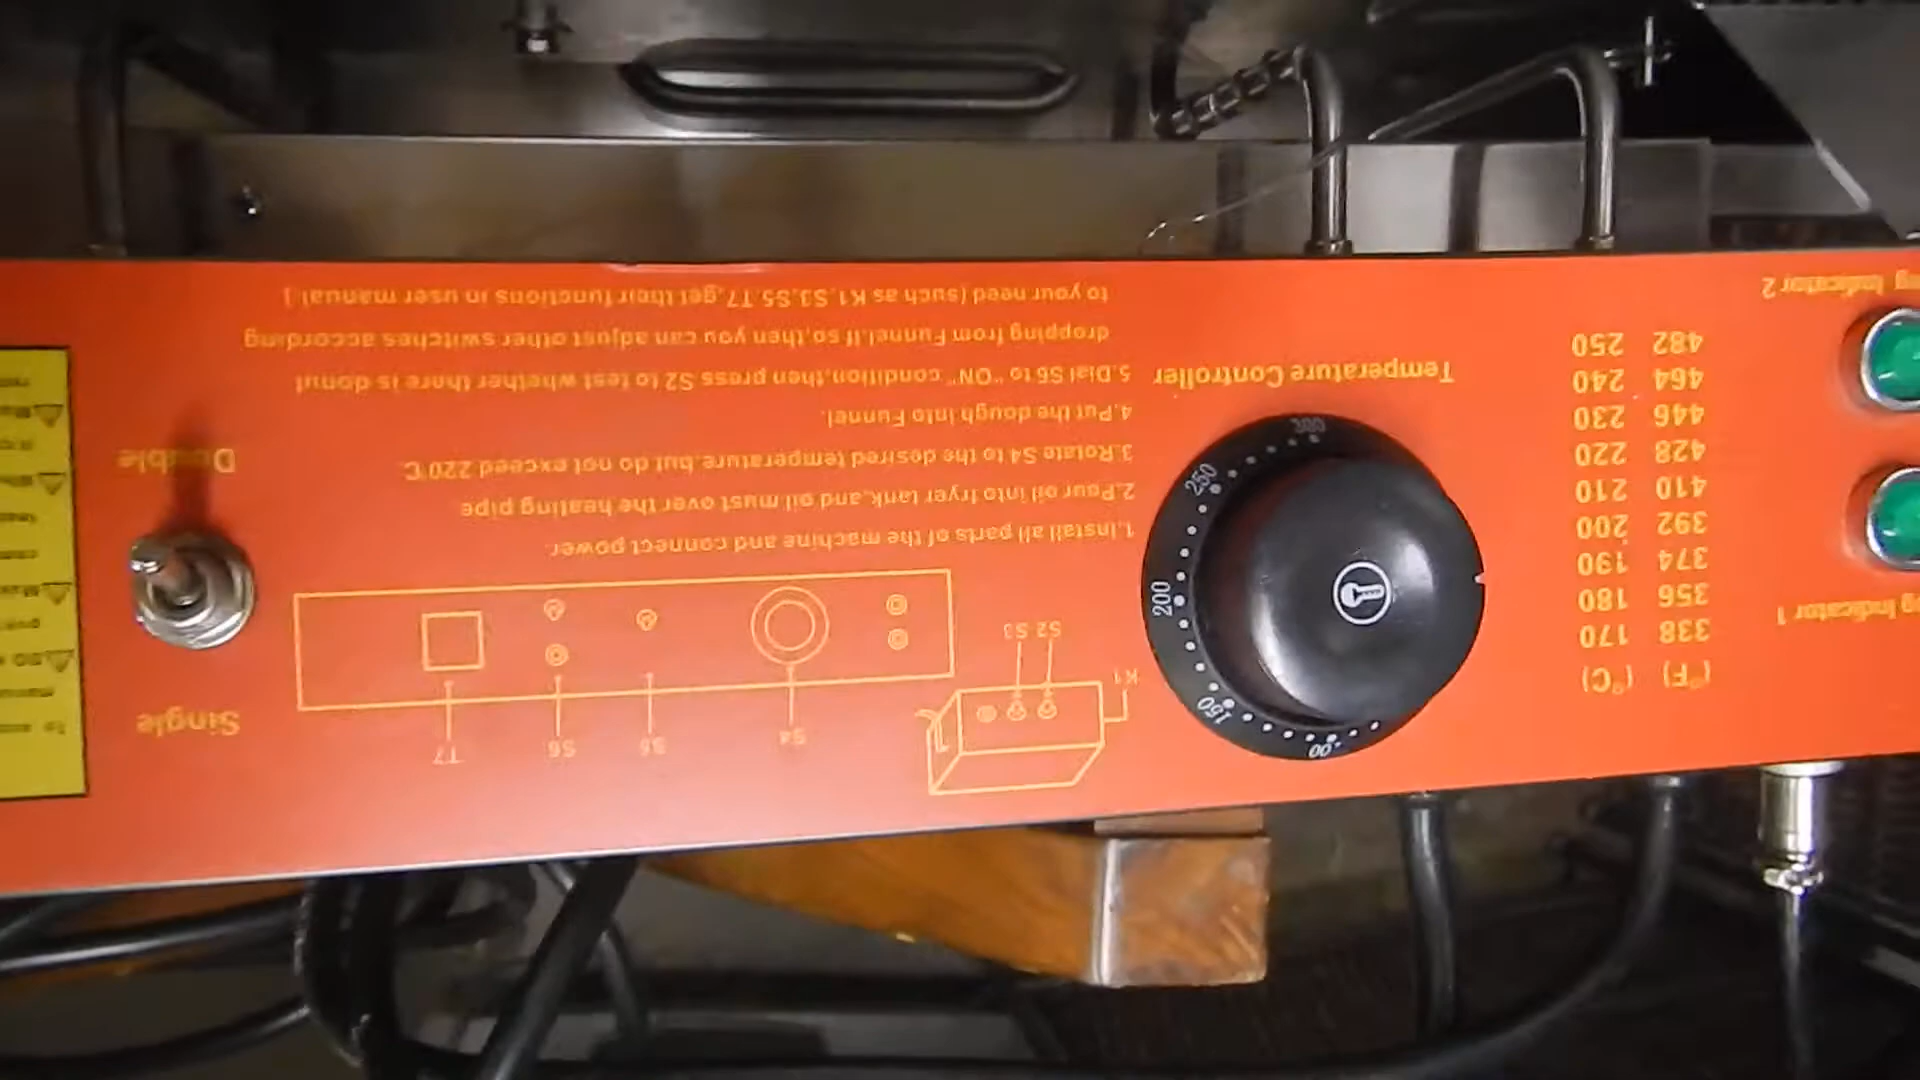 1.Install all parts of the machine and connect power.
2.Pour oil into fryer tank,and oil must over the heating pipe
3.Rotate S4 to the desired temperature,but do not exceed 220℃
4.Put the dough into Funnel.
5.Dial S6 to "ON" condition,then press S2 to test whether there is donut
dropping from Funnel.If so,then you can adjust other switches according
to your need (such as K1,S3,S5,T7,get their functions in user manual.)
K1
S2 S3
S4
S5
S6
T7
Single
Double
Temperature Controller
150
200
250
300
(°F) (°C)
338 170
356 180
374 190
392 200
410 210
428 220
446 230
464 240
482 250
Indicator 1
Indicator 2